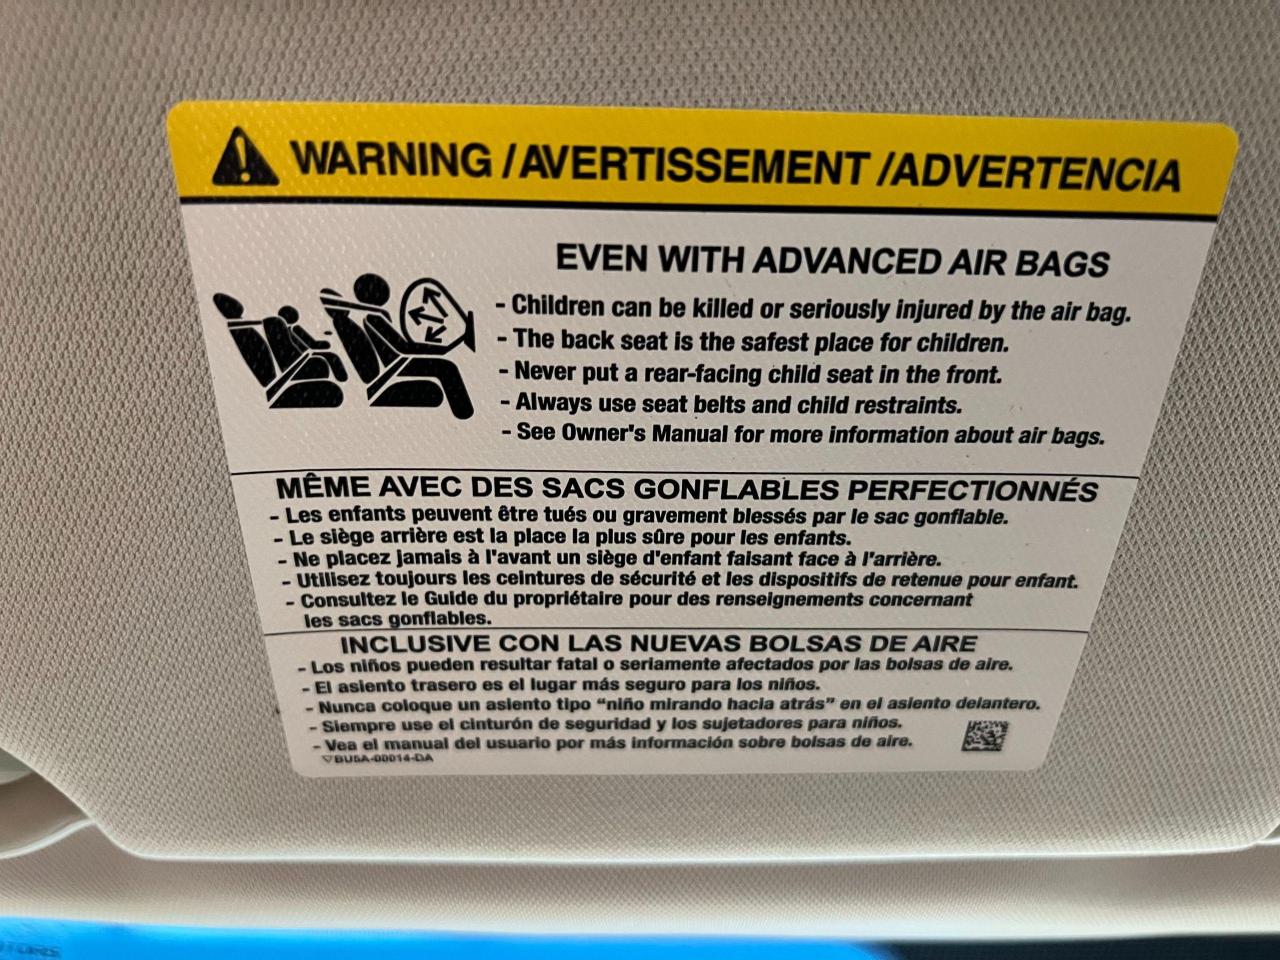 WARNING / AVERTISSEMENT / ADVERTENCIA
EVEN WITH ADVANCED AIR BAGS
- Children can be killed or seriously injured by the air bag.
- The back seat is the safest place for children.
- Never put a rear-facing child seat in the front.
- Always use seat belts and child restraints.
- See Owner's Manual for more information about air bags.
MÊME AVEC DES SACS GONFLABLES PERFECTIONNÉS
- Les enfants peuvent être tués ou gravement blessés par le sac gonflable.
- Le siège arrière est la place la plus sûre pour les enfants.
- Ne placez jamais à l'avant un siège d'enfant faisant face à l'arrière.
- Utilisez toujours les ceintures de sécurité et les dispositifs de retenue pour enfant.
- Consultez le Guide du propriétaire pour des renseignements concernant
les sacs gonflables.
INCLUSIVE CON LAS NUEVAS BOLSAS DE AIRE
- Los niños pueden resultar fatal o seriamente afectados por las bolsas de aire.
- El asiento trasero es el lugar más seguro para los niños.
- Nunca coloque un asiento tipo "niño mirando hacia atrás" en el asiento delantero.
- Siempre use el cinturón de seguridad y los sujetadores para niños.
- Vea el manual del usuario por más información sobre bolsas de aire.
BU5A-00014-DA